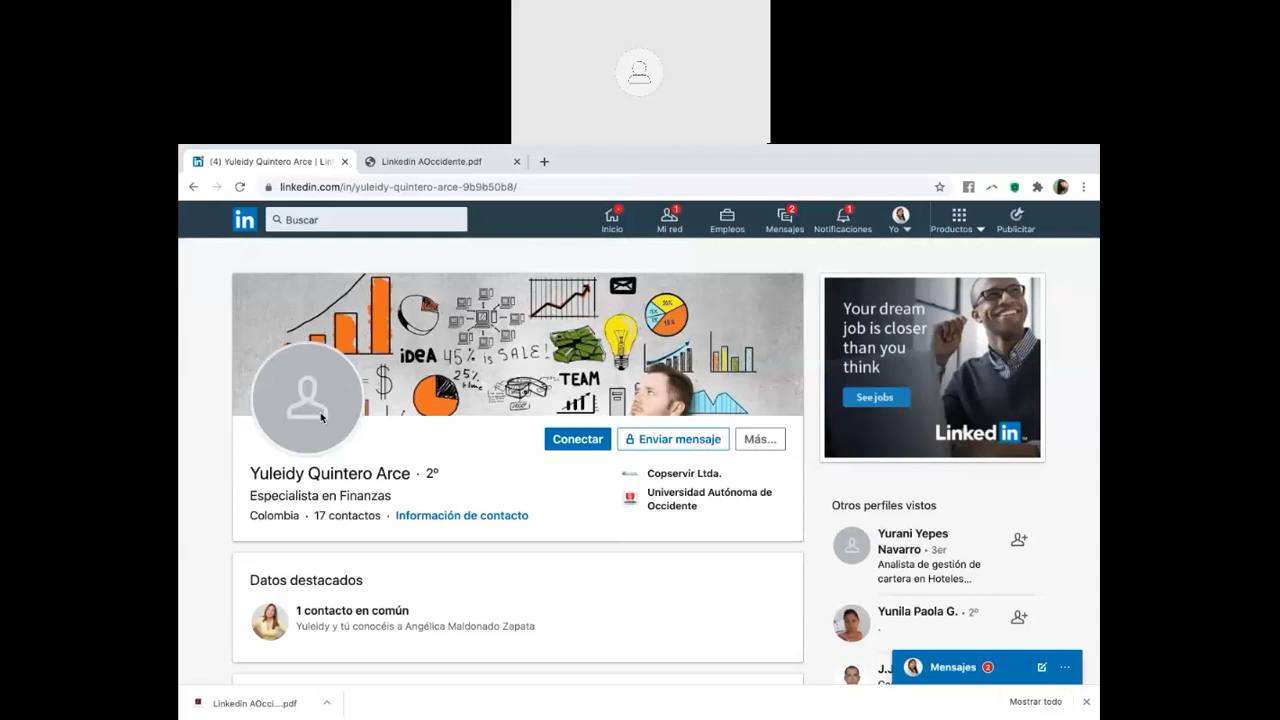 (4) Yuleidy Quintero Arce | Lin
Linkedin AOccidente.pdf
linkedin.com/in/yuleidy-quintero-arce-9b9b50b8/
in
Buscar
Inicio
1
Mi red
Empleos
2
Mensajes
1
Notificaciones
Yo
Productos
Publicitar
iDEA
45% is SALE!
25%
TEAM
Your dream
job is closer
than you
think
See jobs
Linked in
Conectar
Enviar mensaje
Más...
Yuleidy Quintero Arce · 2º
Especialista en Finanzas
Colombia · 17 contactos · Información de contacto
Copservir Ltda.
Universidad Autónoma de
Occidente
Datos destacados
1 contacto en común
Yuleidy y tú conocéis a Angélica Maldonado Zapata
Otros perfiles vistos
Yurani Yepes
Navarro · 3er
Analista de gestión de
cartera en Hoteles...
Yunila Paola G. · 2º
.
J.J
Mensajes 2
Linkedin AOcci....pdf
Mostrar todo